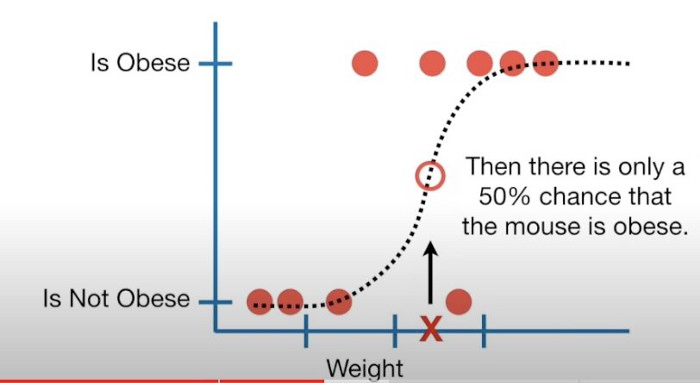 Is Obese
Then there is only a
50% chance that
the mouse is obese.
Is Not Obese
X
Weight